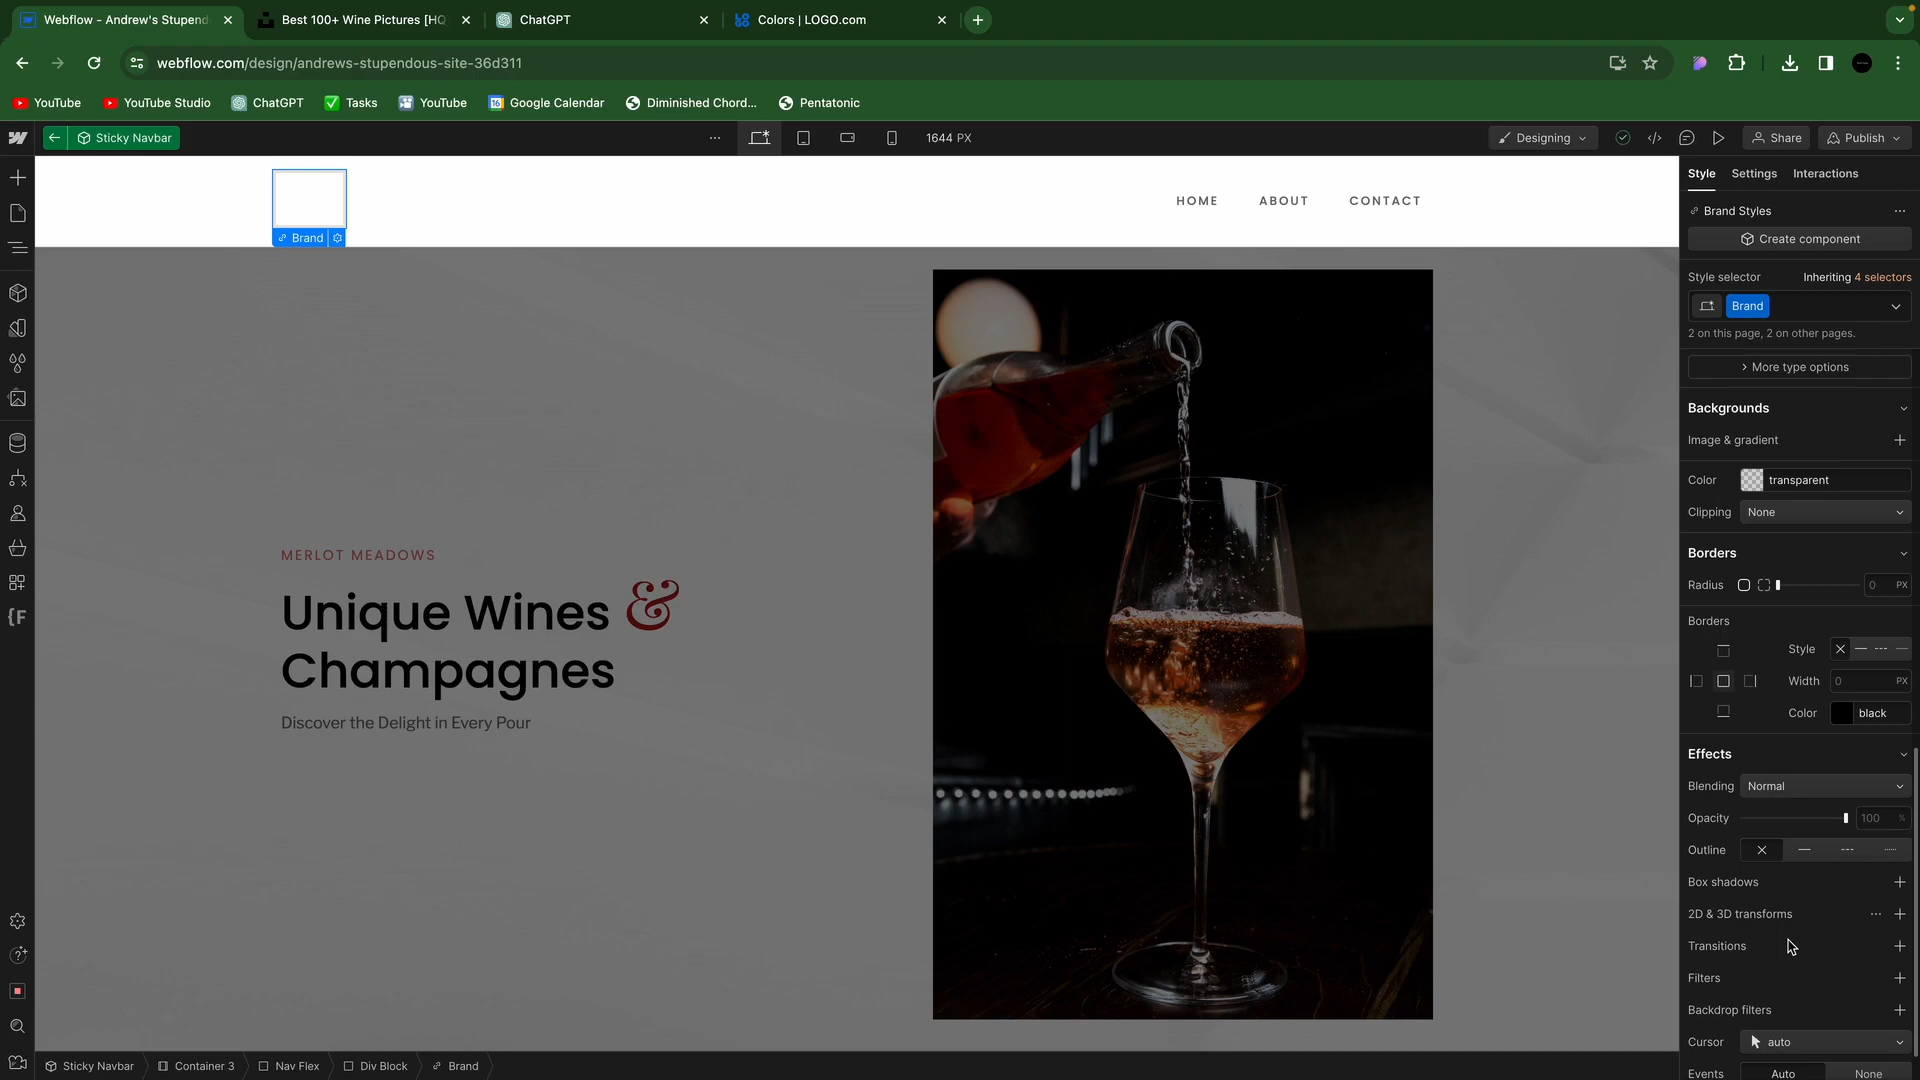 Webflow - Andrew's Stupend
Best 100+ Wine Pictures [HQ
ChatGPT
Colors | LOGO.com
webflow.com/design/andrews-stupendous-site-36d311
YouTube
YouTube Studio
ChatGPT
Tasks
YouTube
Google Calendar
Diminished Chord...
Pentatonic
Sticky Navbar
1644 PX
Designing
Share
Publish
HOME
ABOUT
CONTACT
Brand
MERLOT MEADOWS
Unique Wines &
Champagnes
Discover the Delight in Every Pour
Style
Settings
Interactions
Brand Styles
Create component
Style selector
Inheriting 4 selectors
Brand
2 on this page, 2 on other pages.
More type options
Backgrounds
Image & gradient
Color
transparent
Clipping
None
Borders
Radius
0 PX
Borders
Style
Width
0 PX
Color
black
Effects
Blending
Normal
Opacity
100 %
Outline
Box shadows
2D & 3D transforms
Transitions
Filters
Backdrop filters
Cursor
auto
Events
Auto
None
Sticky Navbar
Container 3
Nav Flex
Div Block
Brand